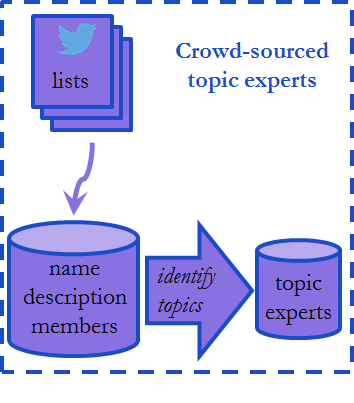 Crowd-sourced
topic experts
lists
name
description
members
identify
topics
topic
experts